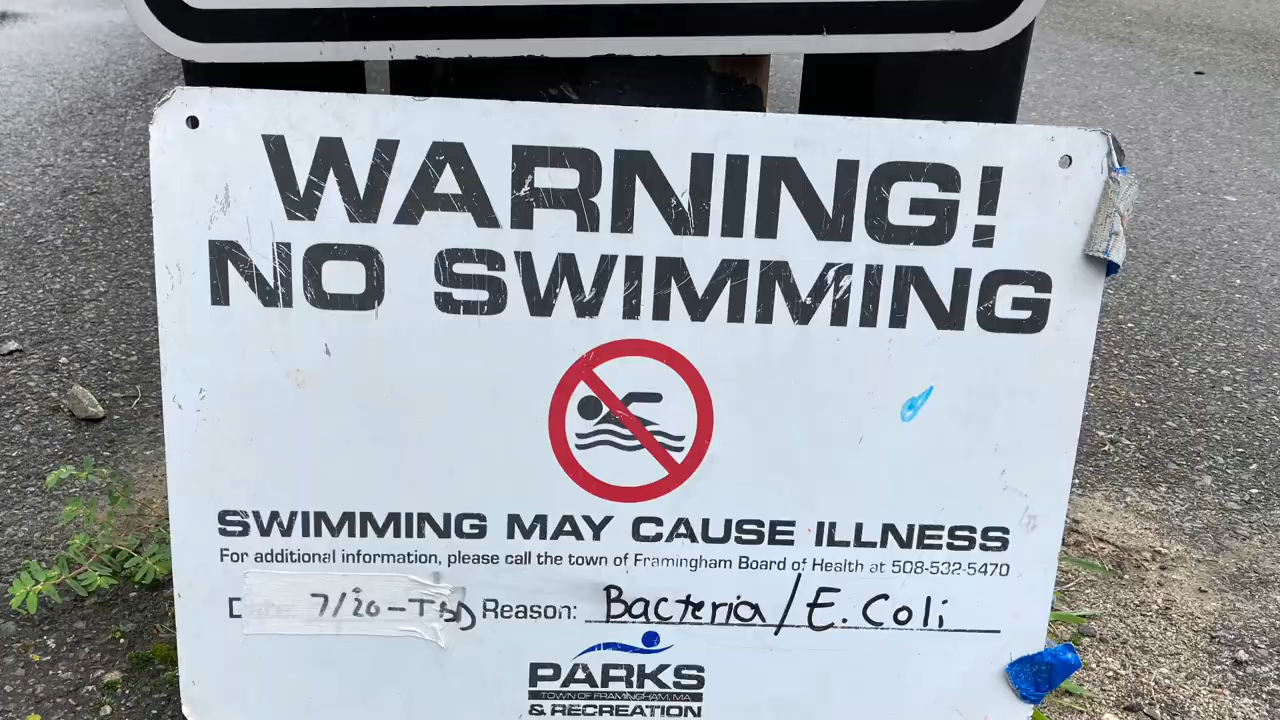 WARNING!
NO SWIMMING
SWIMMING MAY CAUSE ILLNESS
For additional information, please call the town of Framingham Board of Health at 508-532-5470
Date: 7/20-TBD Reason: Bacteria/E. Coli
PARKS
TOWN OF FRAMINGHAM, MA
& RECREATION